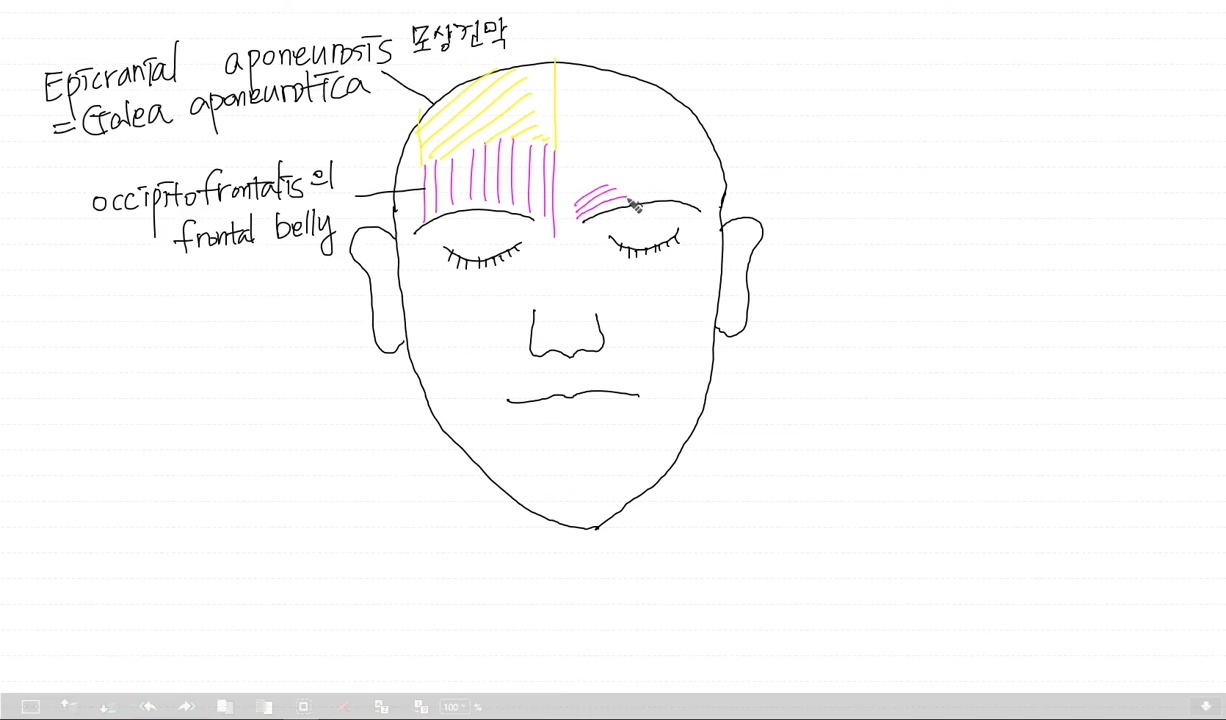 Epicranial aponeurosis 모상건막
= Galea aponeurotica
occipitofrontalis의
frontal belly
100 %